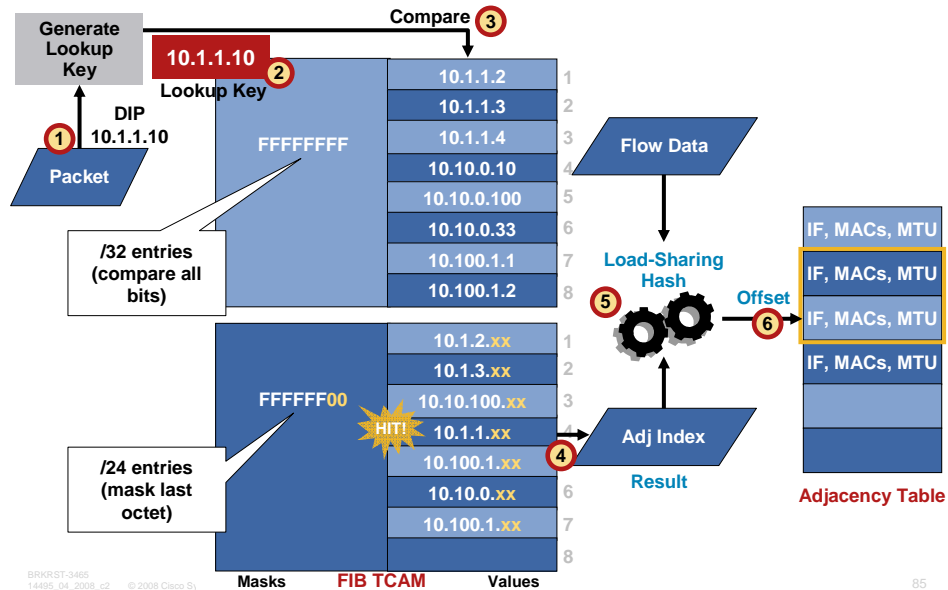 Compare 3
Generate
Lookup
Key
10.1.1.10
2
Lookup Key
1
DIP
10.1.1.10
Packet
FFFFFFFF
/32 entries
(compare all
bits)
10.1.1.2 1
10.1.1.3 2
10.1.1.4 3
10.10.0.10 4
10.10.0.100 5
10.10.0.33 6
10.100.1.1 7
10.100.1.2 8
FFFFFF00
/24 entries
(mask last
octet)
10.1.2.xx 1
10.1.3.xx 2
10.10.100.xx 3
HIT!
10.1.1.xx 4
10.100.1.xx
10.10.0.xx 6
10.100.1.xx 7
8
4
Flow Data
Load-Sharing
Hash
5
Offset
6
Adj Index
Result
IF, MACs, MTU
IF, MACs, MTU
IF, MACs, MTU
IF, MACs, MTU
Adjacency Table
Masks FIB TCAM Values
BRKRST-3465
14495_04_2008_c2 © 2008 Cisco
85